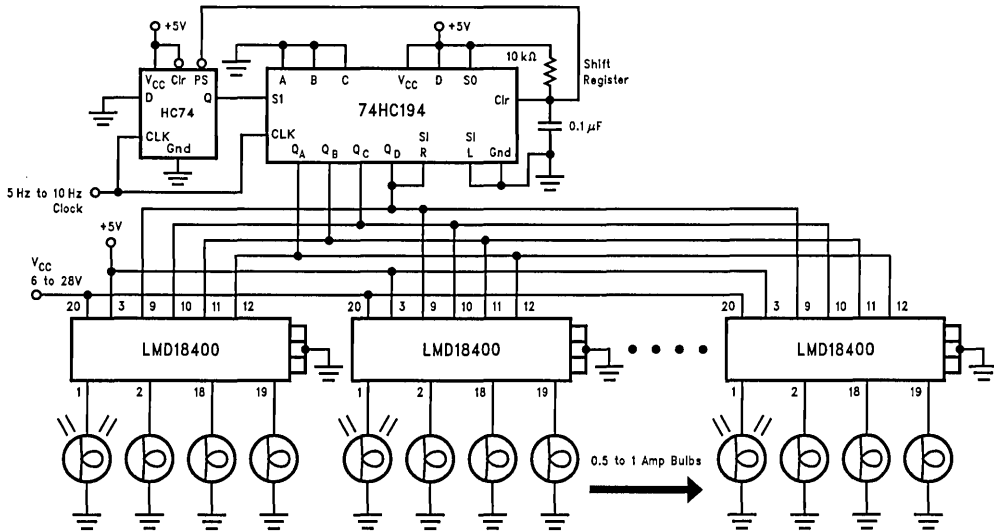 +5V
+5V
VCC Clr PS
D Q
HC74
CLK
Gnd
A B C VCC D S0
S1
74HC194
Clr
CLK
QA QB QC QD
SI R
SI L
Gnd
10 kΩ
Shift Register
0.1 µF
5 Hz to 10 Hz
Clock
+5V
VCC
6 to 28V
20 3 9 10 11 12
20 3 9 10 11 12
20 3 9 10 11 12
LMD18400
LMD18400
LMD18400
1 2 18 19
1 2 18 19
1 2 18 19
0.5 to 1 Amp Bulbs